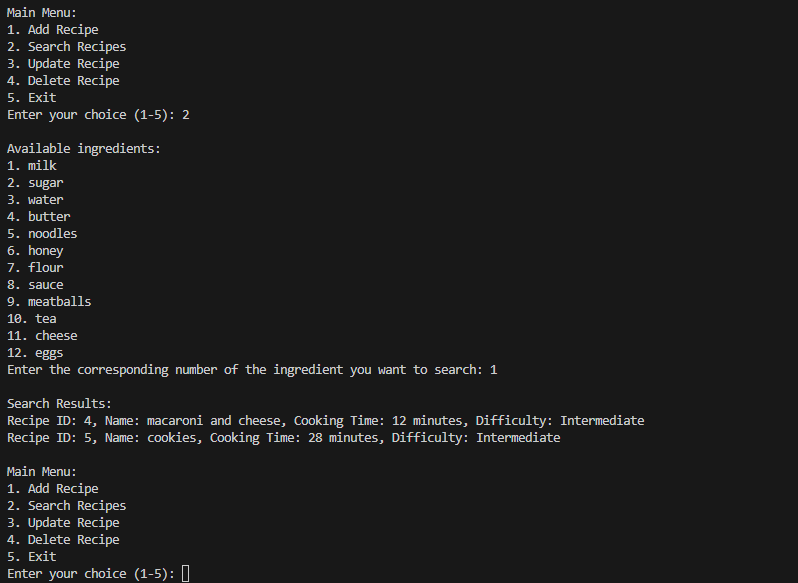 Main Menu:
1. Add Recipe
2. Search Recipes
3. Update Recipe
4. Delete Recipe
5. Exit
Enter your choice (1-5): 2
Available ingredients:
1. milk
2. sugar
3. water
4. butter
5. noodles
6. honey
7. flour
8. sauce
9. meatballs
10. tea
11. cheese
12. eggs
Enter the corresponding number of the ingredient you want to search: 1
Search Results:
Recipe ID: 4, Name: macaroni and cheese, Cooking Time: 12 minutes, Difficulty: Intermediate
Recipe ID: 5, Name: cookies, Cooking Time: 28 minutes, Difficulty: Intermediate
Main Menu:
1. Add Recipe
2. Search Recipes
3. Update Recipe
4. Delete Recipe
5. Exit
Enter your choice (1-5):